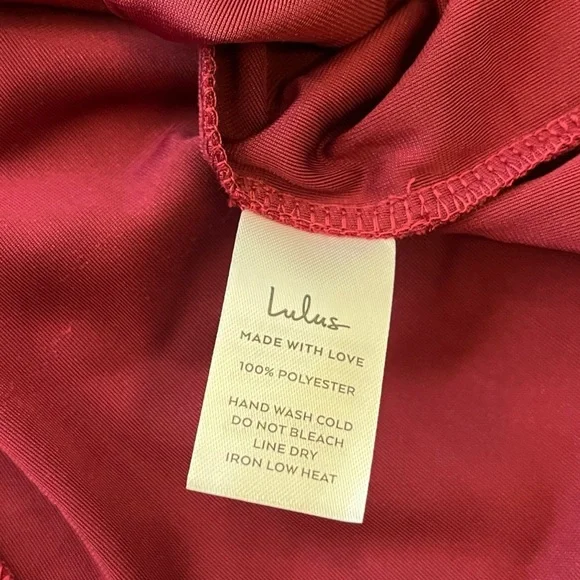 Lulus
MADE WITH LOVE
100% POLYESTER
HAND WASH COLD
DO NOT BLEACH
LINE DRY
IRON LOW HEAT